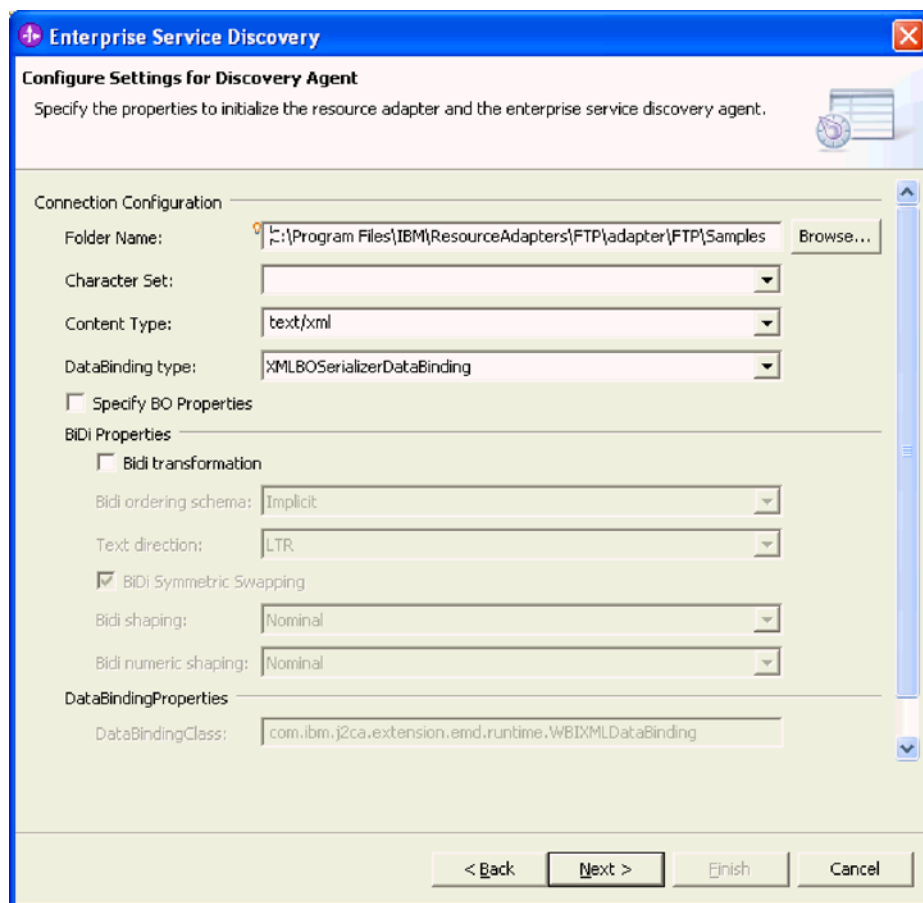 Enterprise Service Discovery
Configure Settings for Discovery Agent
Specify the properties to initialize the resource adapter and the enterprise service discovery agent.
Connection Configuration
Folder Name: C:\Program Files\IBM\ResourceAdapters\FTP\adapter\FTP\Samples Browse...
Character Set:
Content Type: text/xml
DataBinding type: XMLBOSerializerDataBinding
Specify BO Properties
BiDi Properties
Bidi transformation
Bidi ordering schema: Implicit
Text direction: LTR
BiDi Symmetric Swapping
Bidi shaping: Nominal
Bidi numeric shaping: Nominal
DataBindingProperties
DataBindingClass: com.ibm.j2ca.extension.emd.runtime.WBIXMLDataBinding
< Back Next > Finish Cancel